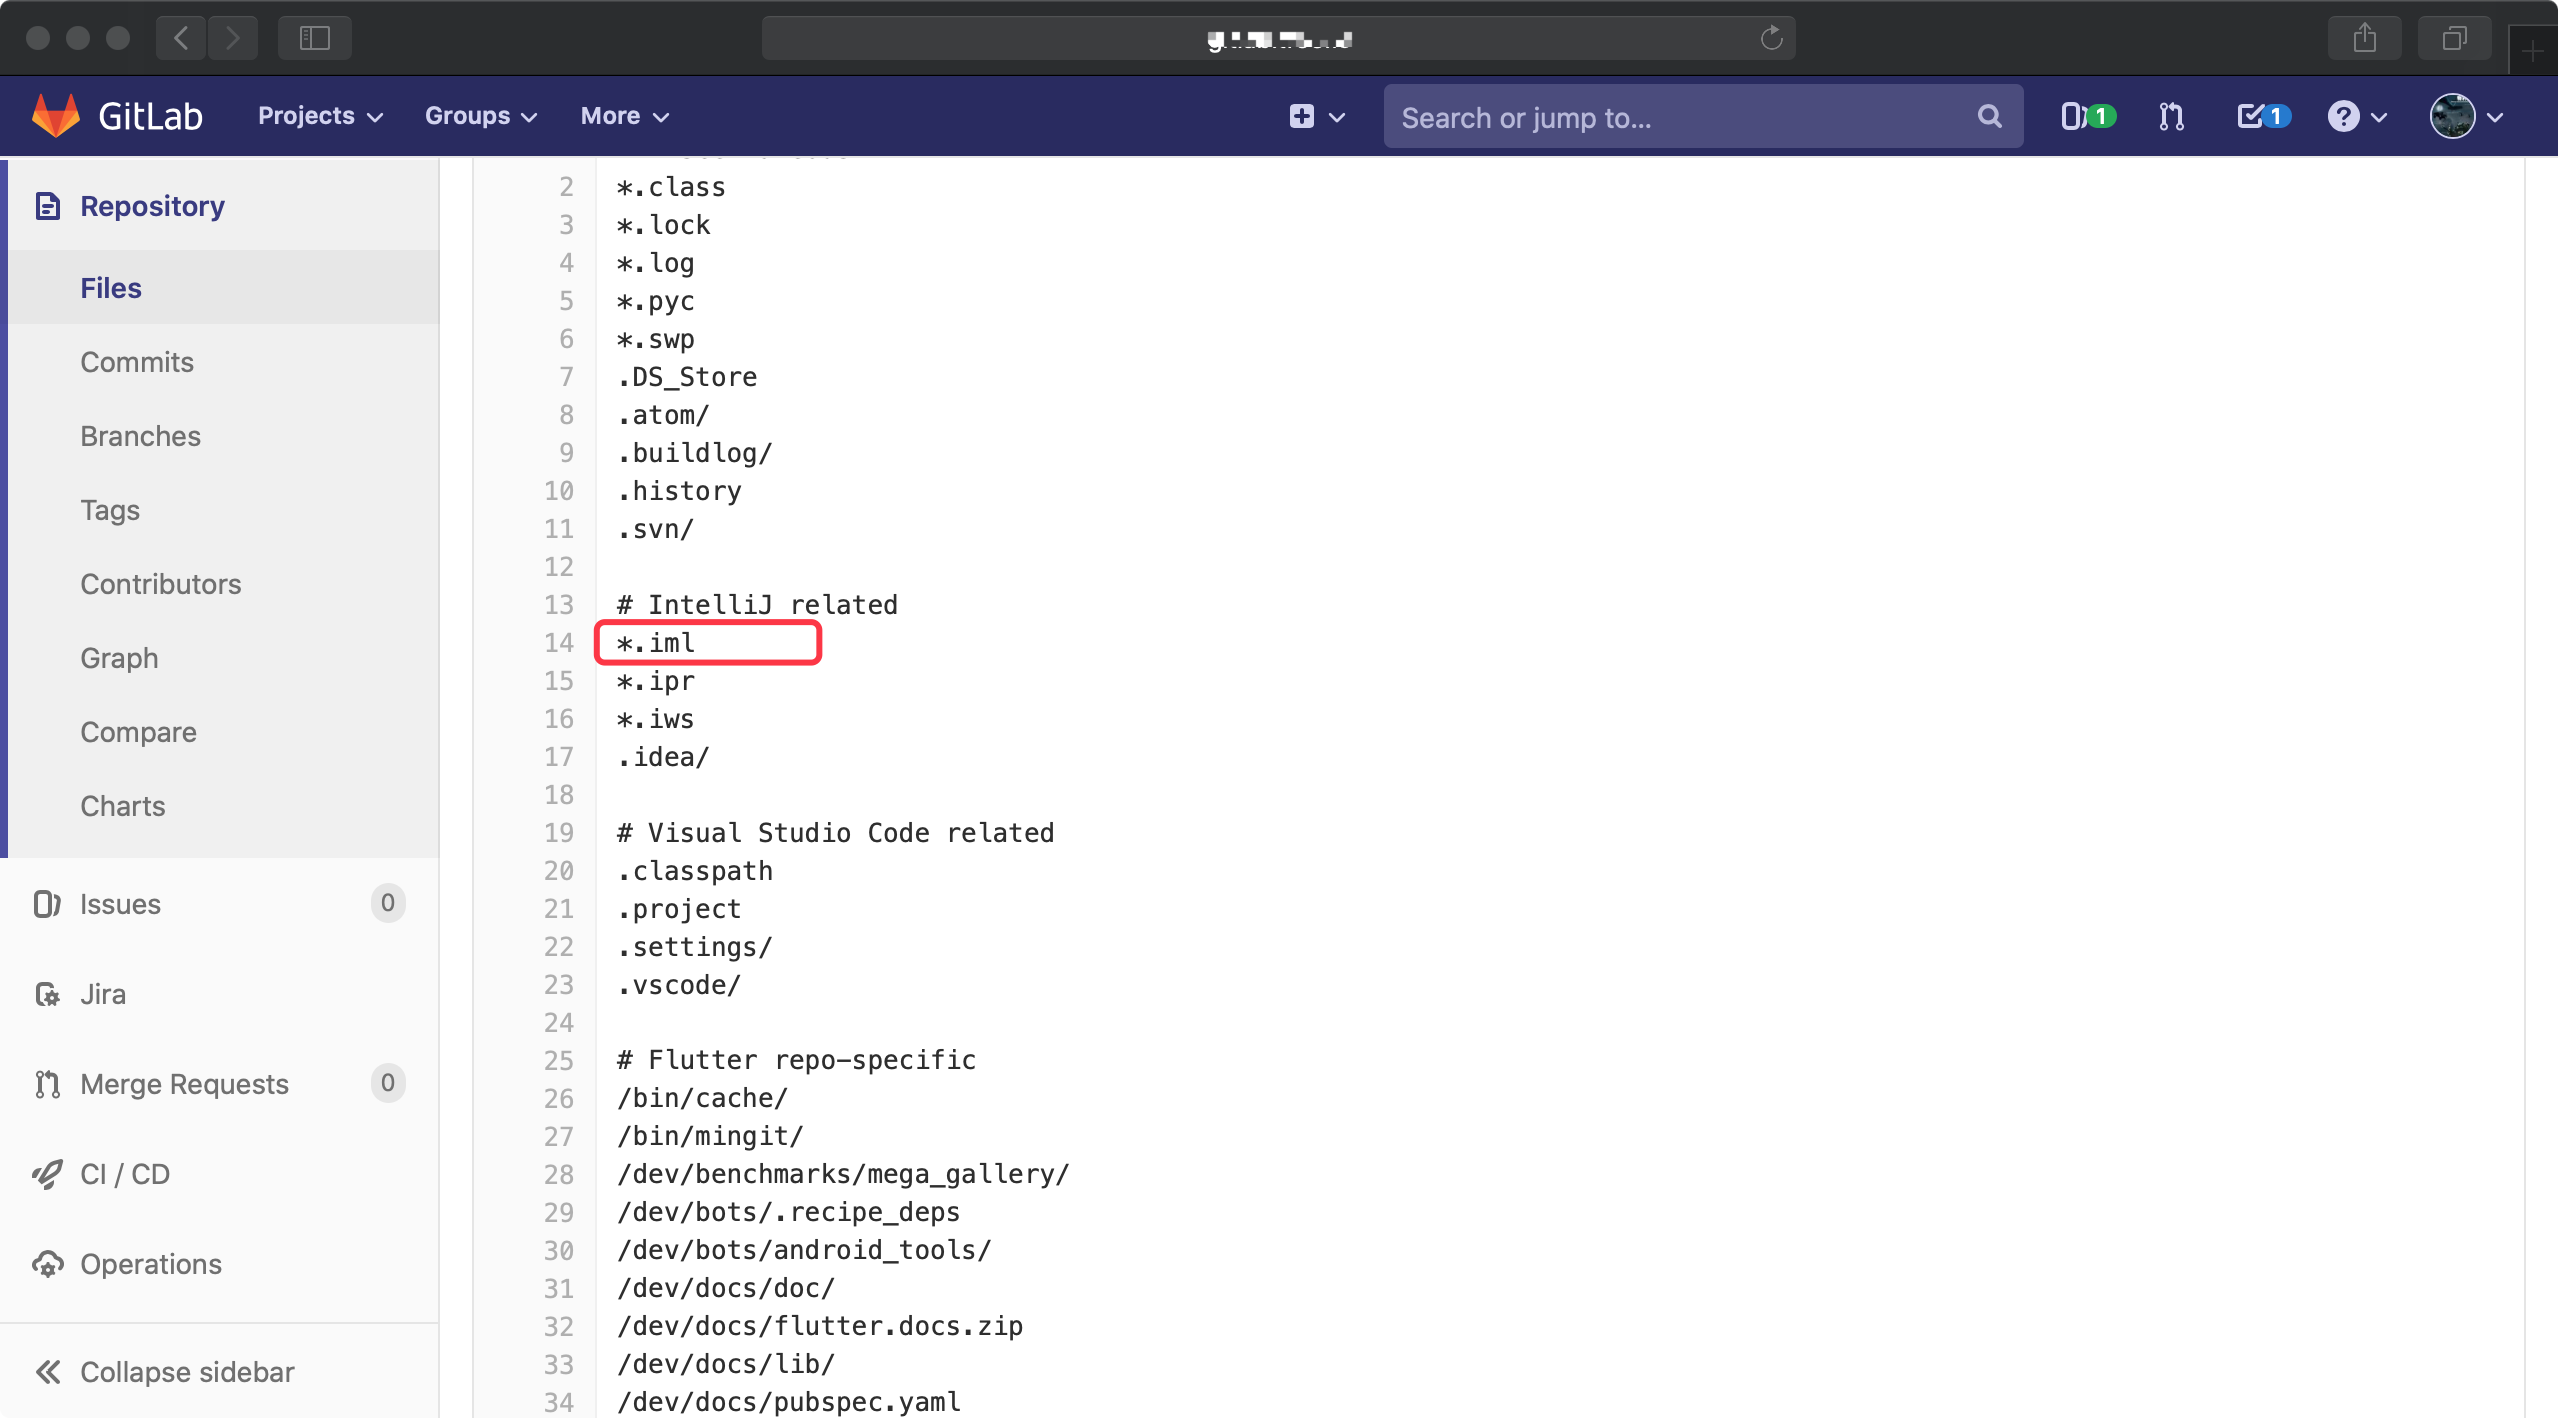 GitLab
Projects
Groups
More
Search or jump to...
1
1
Repository
Files
Commits
Branches
Tags
Contributors
Graph
Compare
Charts
Issues
0
Jira
Merge Requests
0
CI / CD
Operations
Collapse sidebar
2 *.class
3 *.lock
4 *.log
5 *.pyc
6 *.swp
7 .DS_Store
8 .atom/
9 .buildlog/
10 .history
11 .svn/
12
13 # IntelliJ related
14 *.iml
15 *.ipr
16 *.iws
17 .idea/
18
19 # Visual Studio Code related
20 .classpath
21 .project
22 .settings/
23 .vscode/
24
25 # Flutter repo-specific
26 /bin/cache/
27 /bin/mingit/
28 /dev/benchmarks/mega_gallery/
29 /dev/bots/.recipe_deps
30 /dev/bots/android_tools/
31 /dev/docs/doc/
32 /dev/docs/flutter.docs.zip
33 /dev/docs/lib/
34 /dev/docs/pubspec.yaml